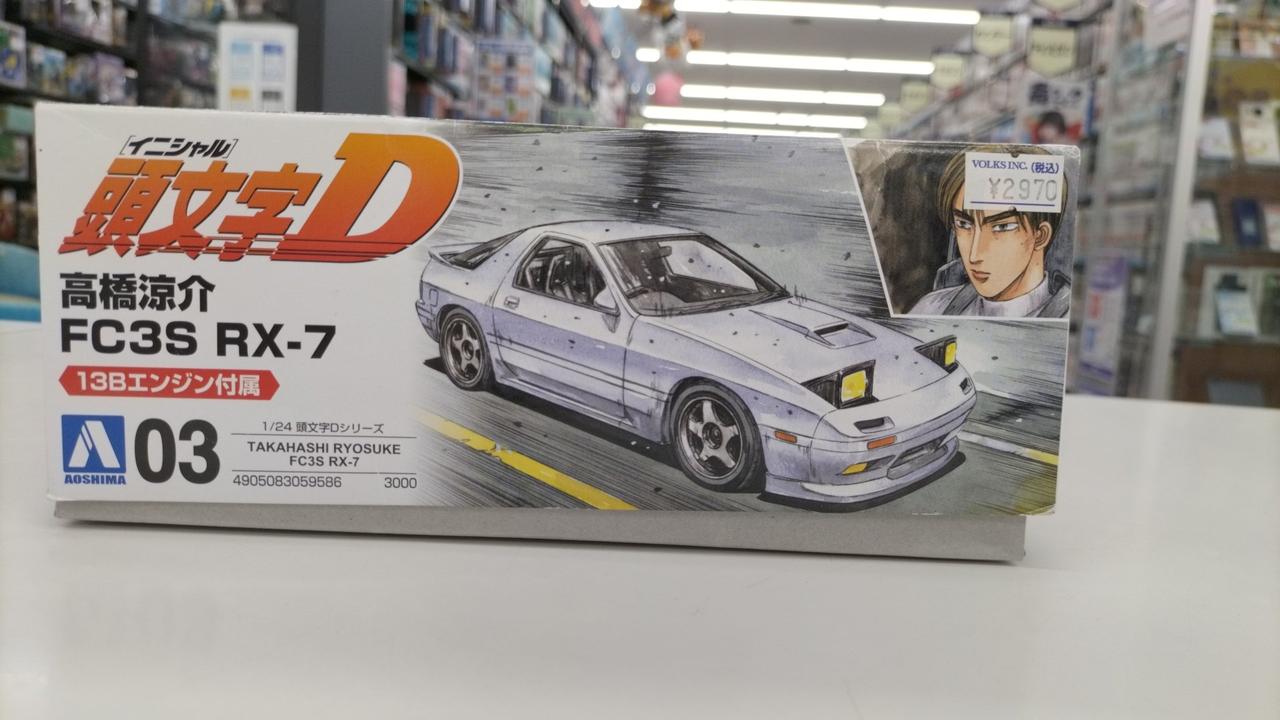 [イニシャル]
頭文字D
高橋涼介
FC3S RX-7
13Bエンジン付属
AOSHIMA
03
1/24 頭文字Dシリーズ
TAKAHASHI RYOSUKE
FC3S RX-7
4905083059586 3000
VOLKS INC. (税込)
¥2970